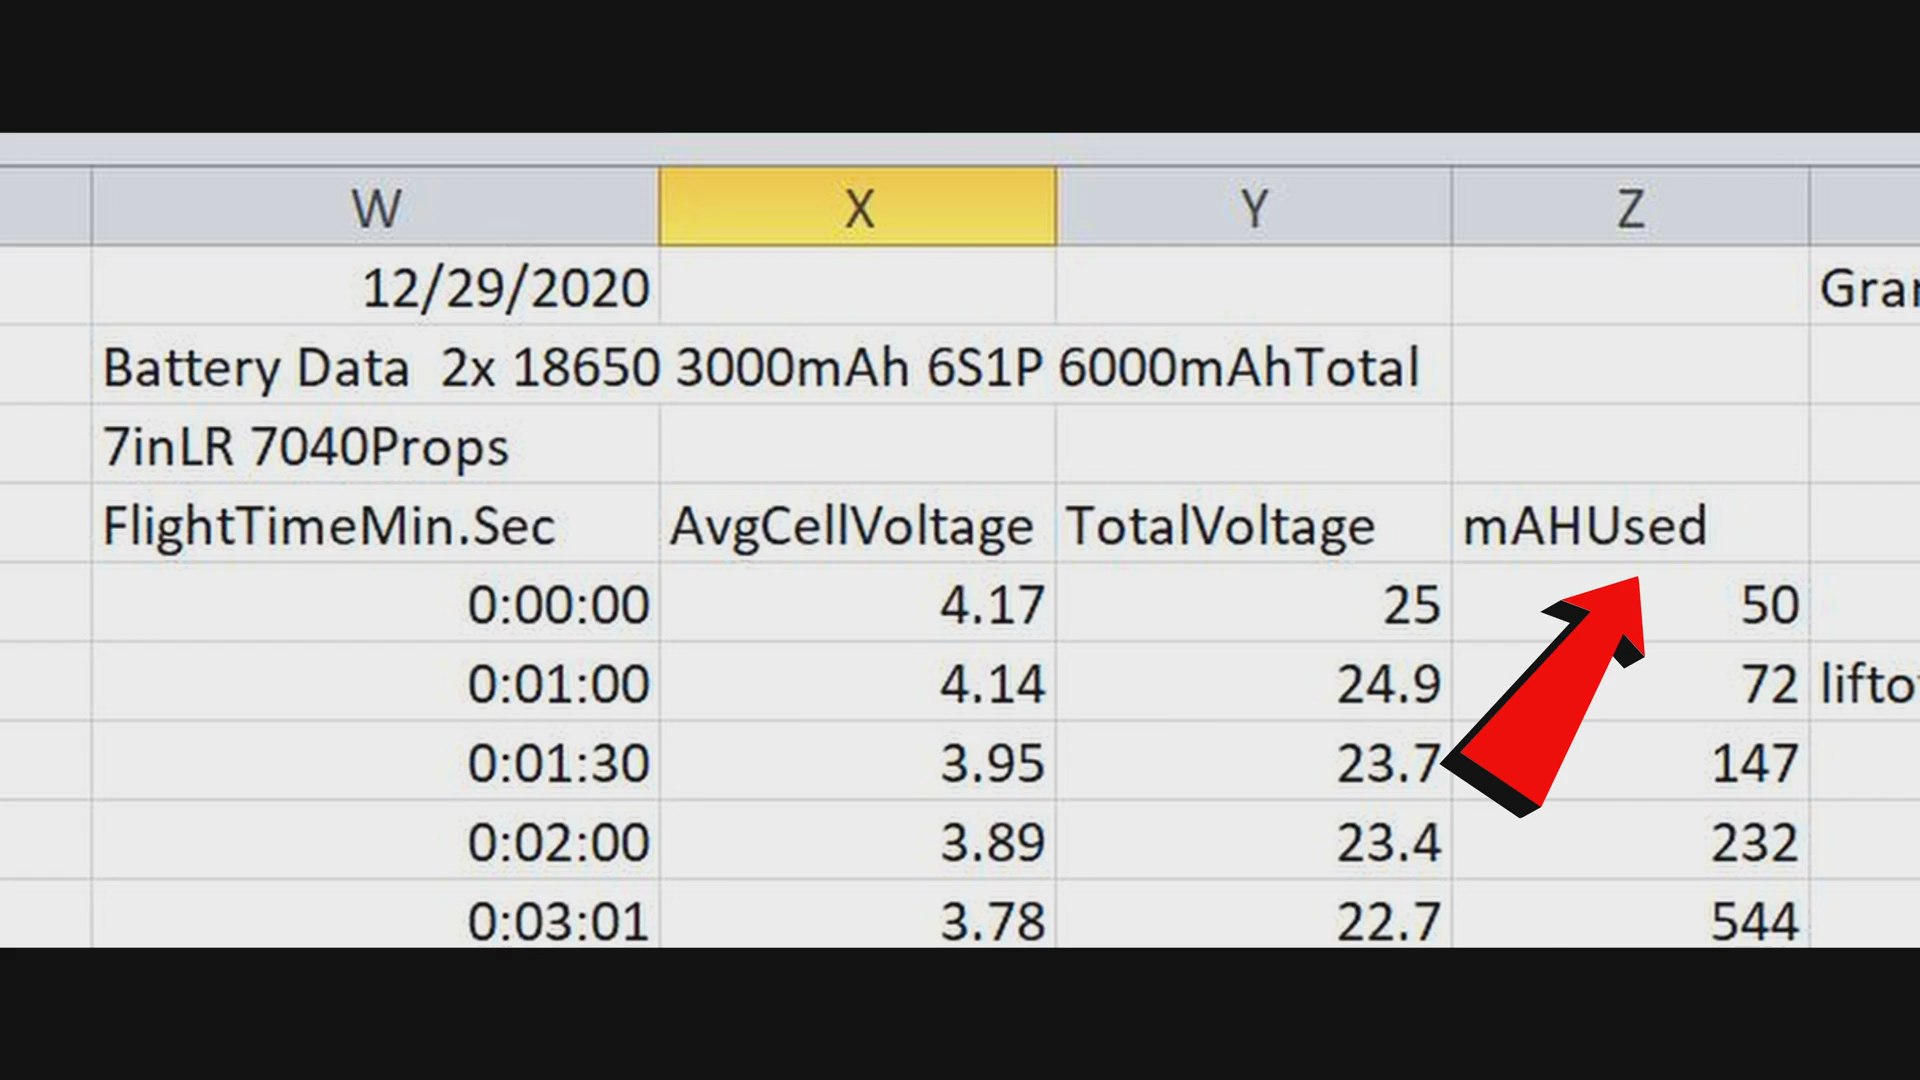 W X Y Z
12/29/2020
Battery Data 2x 18650 3000mAh 6S1P 6000mAhTotal
7inLR 7040Props
FlightTimeMin.Sec AvgCellVoltage TotalVoltage mAHUsed
0:00:00 4.17 25 50
0:01:00 4.14 24.9 72
0:01:30 3.95 23.7 147
0:02:00 3.89 23.4 232
0:03:01 3.78 22.7 544